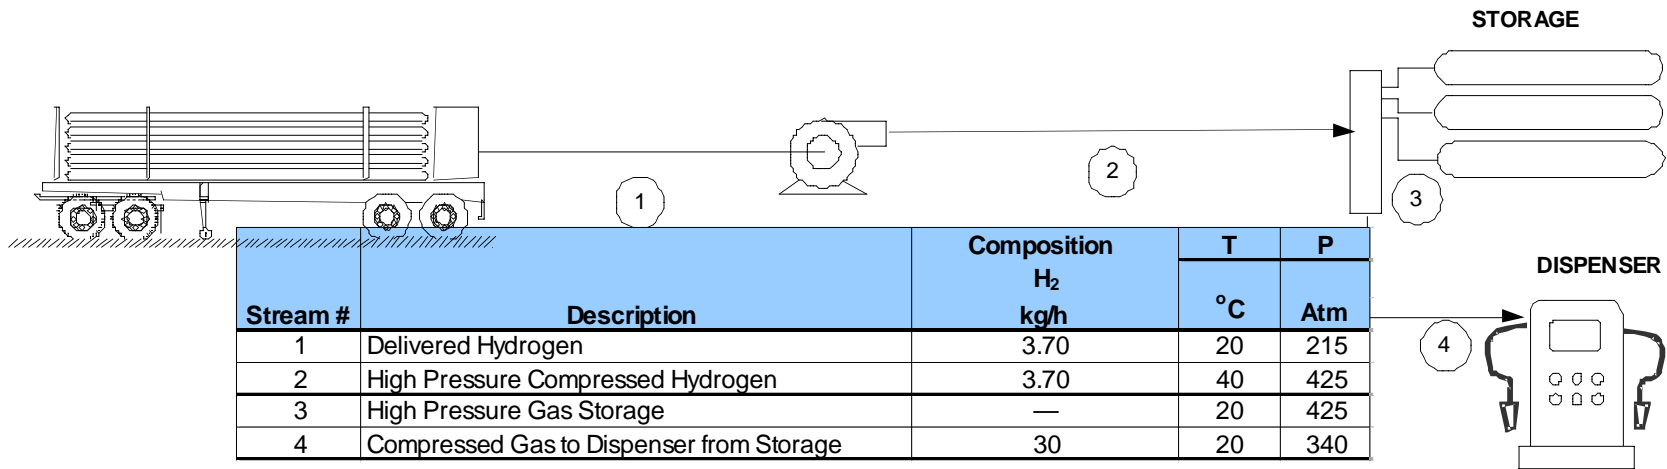 STORAGE
2
1
3
DISPENSER
4
Stream # Description Composition H₂ kg/h T °C P Atm
1 Delivered Hydrogen 3.70 20 215
2 High Pressure Compressed Hydrogen 3.70 40 425
3 High Pressure Gas Storage — 20 425
4 Compressed Gas to Dispenser from Storage 30 20 340